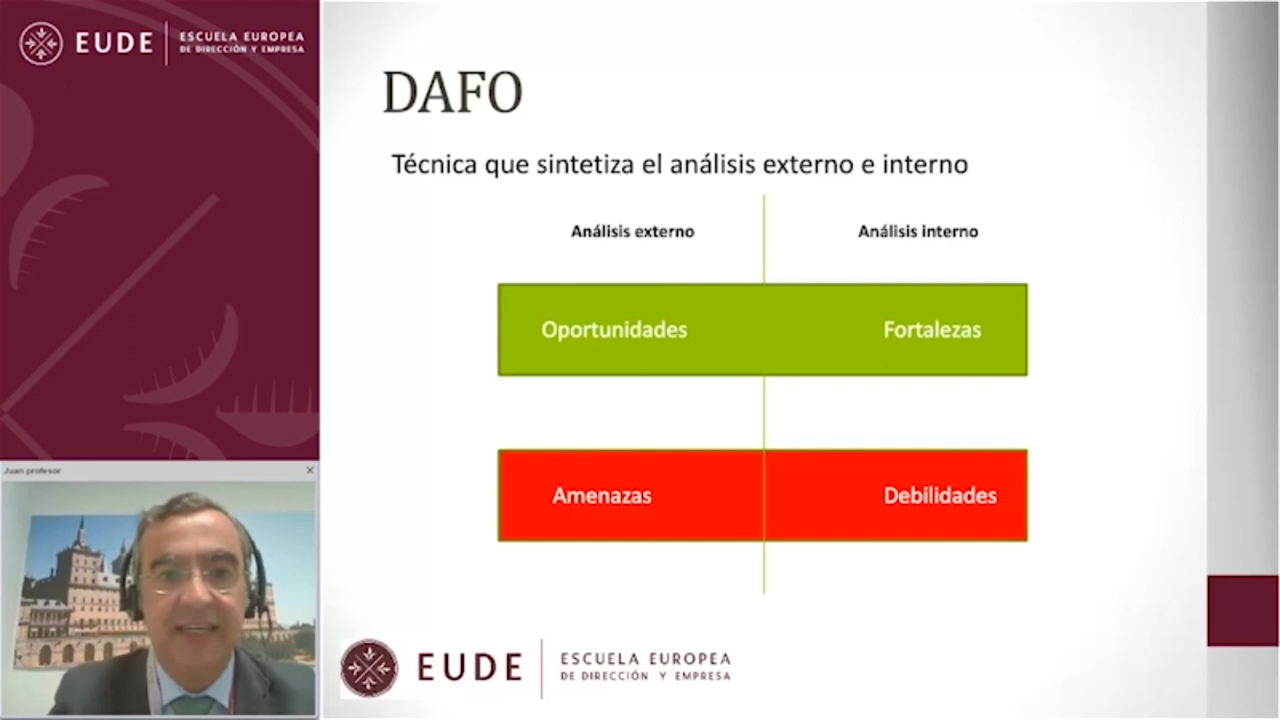 EUDE
ESCUELA EUROPEA
DE DIRECCIÓN Y EMPRESA
DAFO
Técnica que sintetiza el análisis externo e interno
Análisis externo
Análisis interno
Oportunidades
Fortalezas
Amenazas
Debilidades
Juan profesor
EUDE
ESCUELA EUROPEA
DE DIRECCIÓN Y EMPRESA